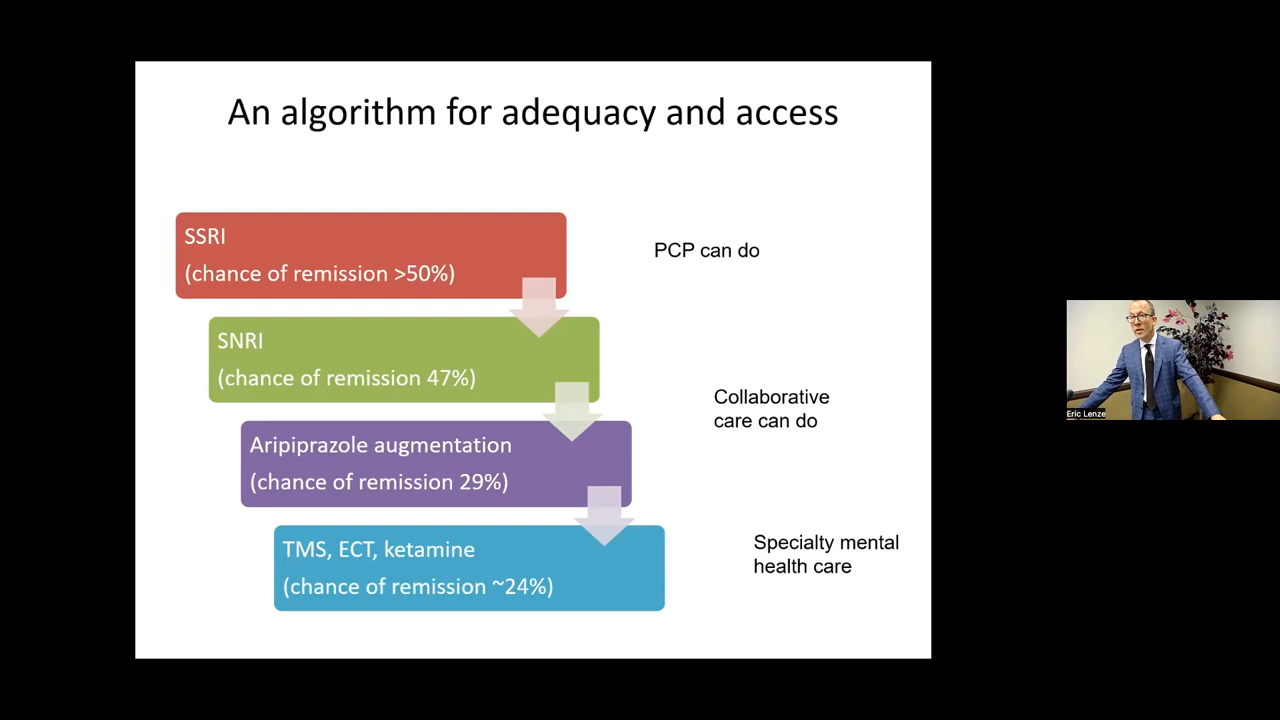 An algorithm for adequacy and access
SSRI
(chance of remission >50%)
PCP can do
SNRI
(chance of remission 47%)
Collaborative
care can do
Aripiprazole augmentation
(chance of remission 29%)
TMS, ECT, ketamine
(chance of remission ~24%)
Specialty mental
health care
Eric Lenze